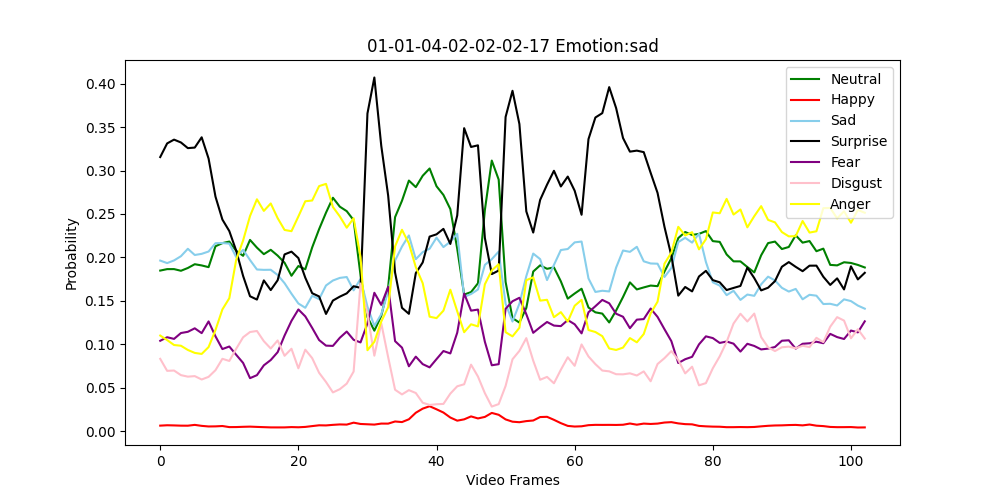 01-01-04-02-02-02-17 Emotion:sad
Neutral
Happy
Sad
Surprise
Fear
Disgust
Anger
Probability
0.40
0.35
0.30
0.25
0.20
0.15
0.10
0.05
0.00
0 20 40 60 80 100
Video Frames